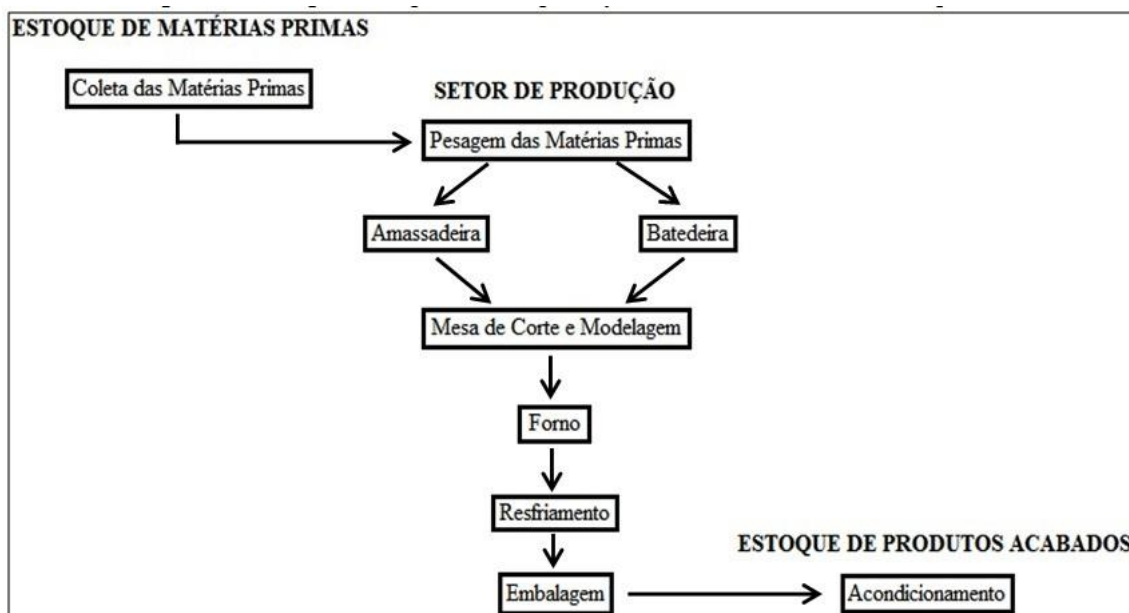 ESTOQUE DE MATÉRIAS PRIMAS
Coleta das Matérias Primas
SETOR DE PRODUÇÃO
Pesagem das Matérias Primas
Amassadeira
Batedeira
Mesa de Corte e Modelagem
Forno
Resfriamento
ESTOQUE DE PRODUTOS ACABADOS
Embalagem
Acondicionamento